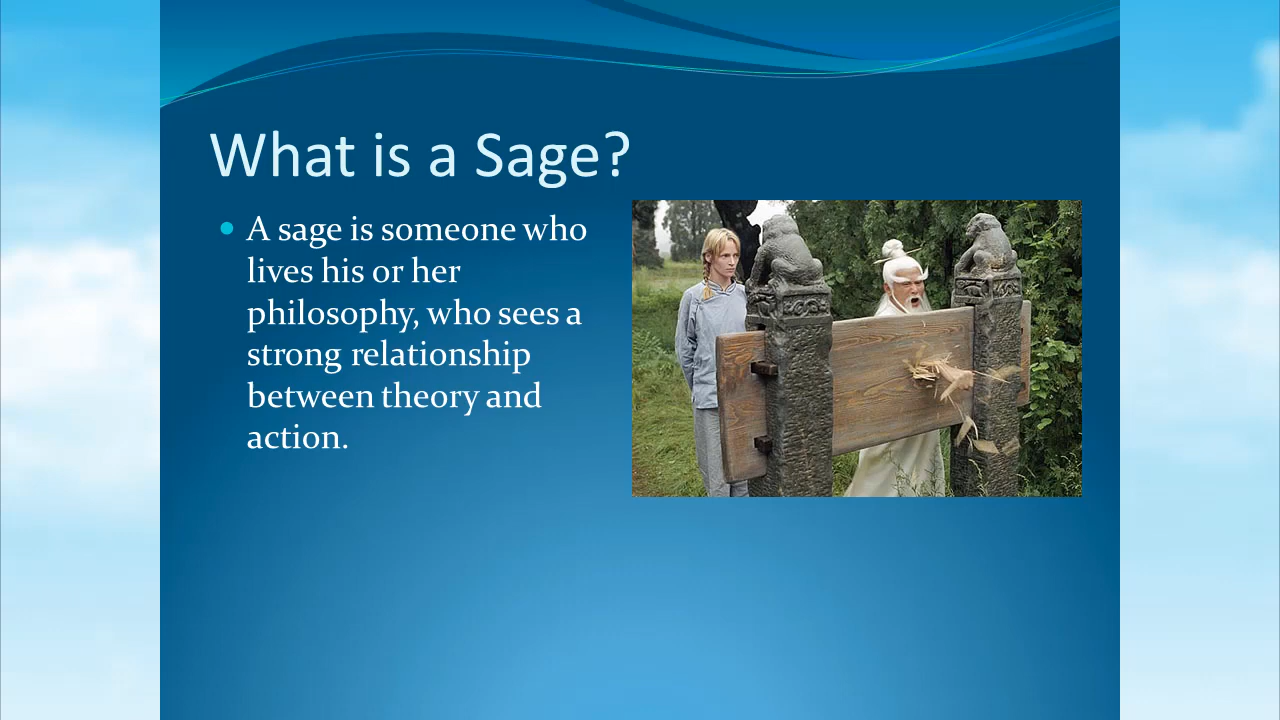 What is a Sage?
A sage is someone who
lives his or her
philosophy, who sees a
strong relationship
between theory and
action.